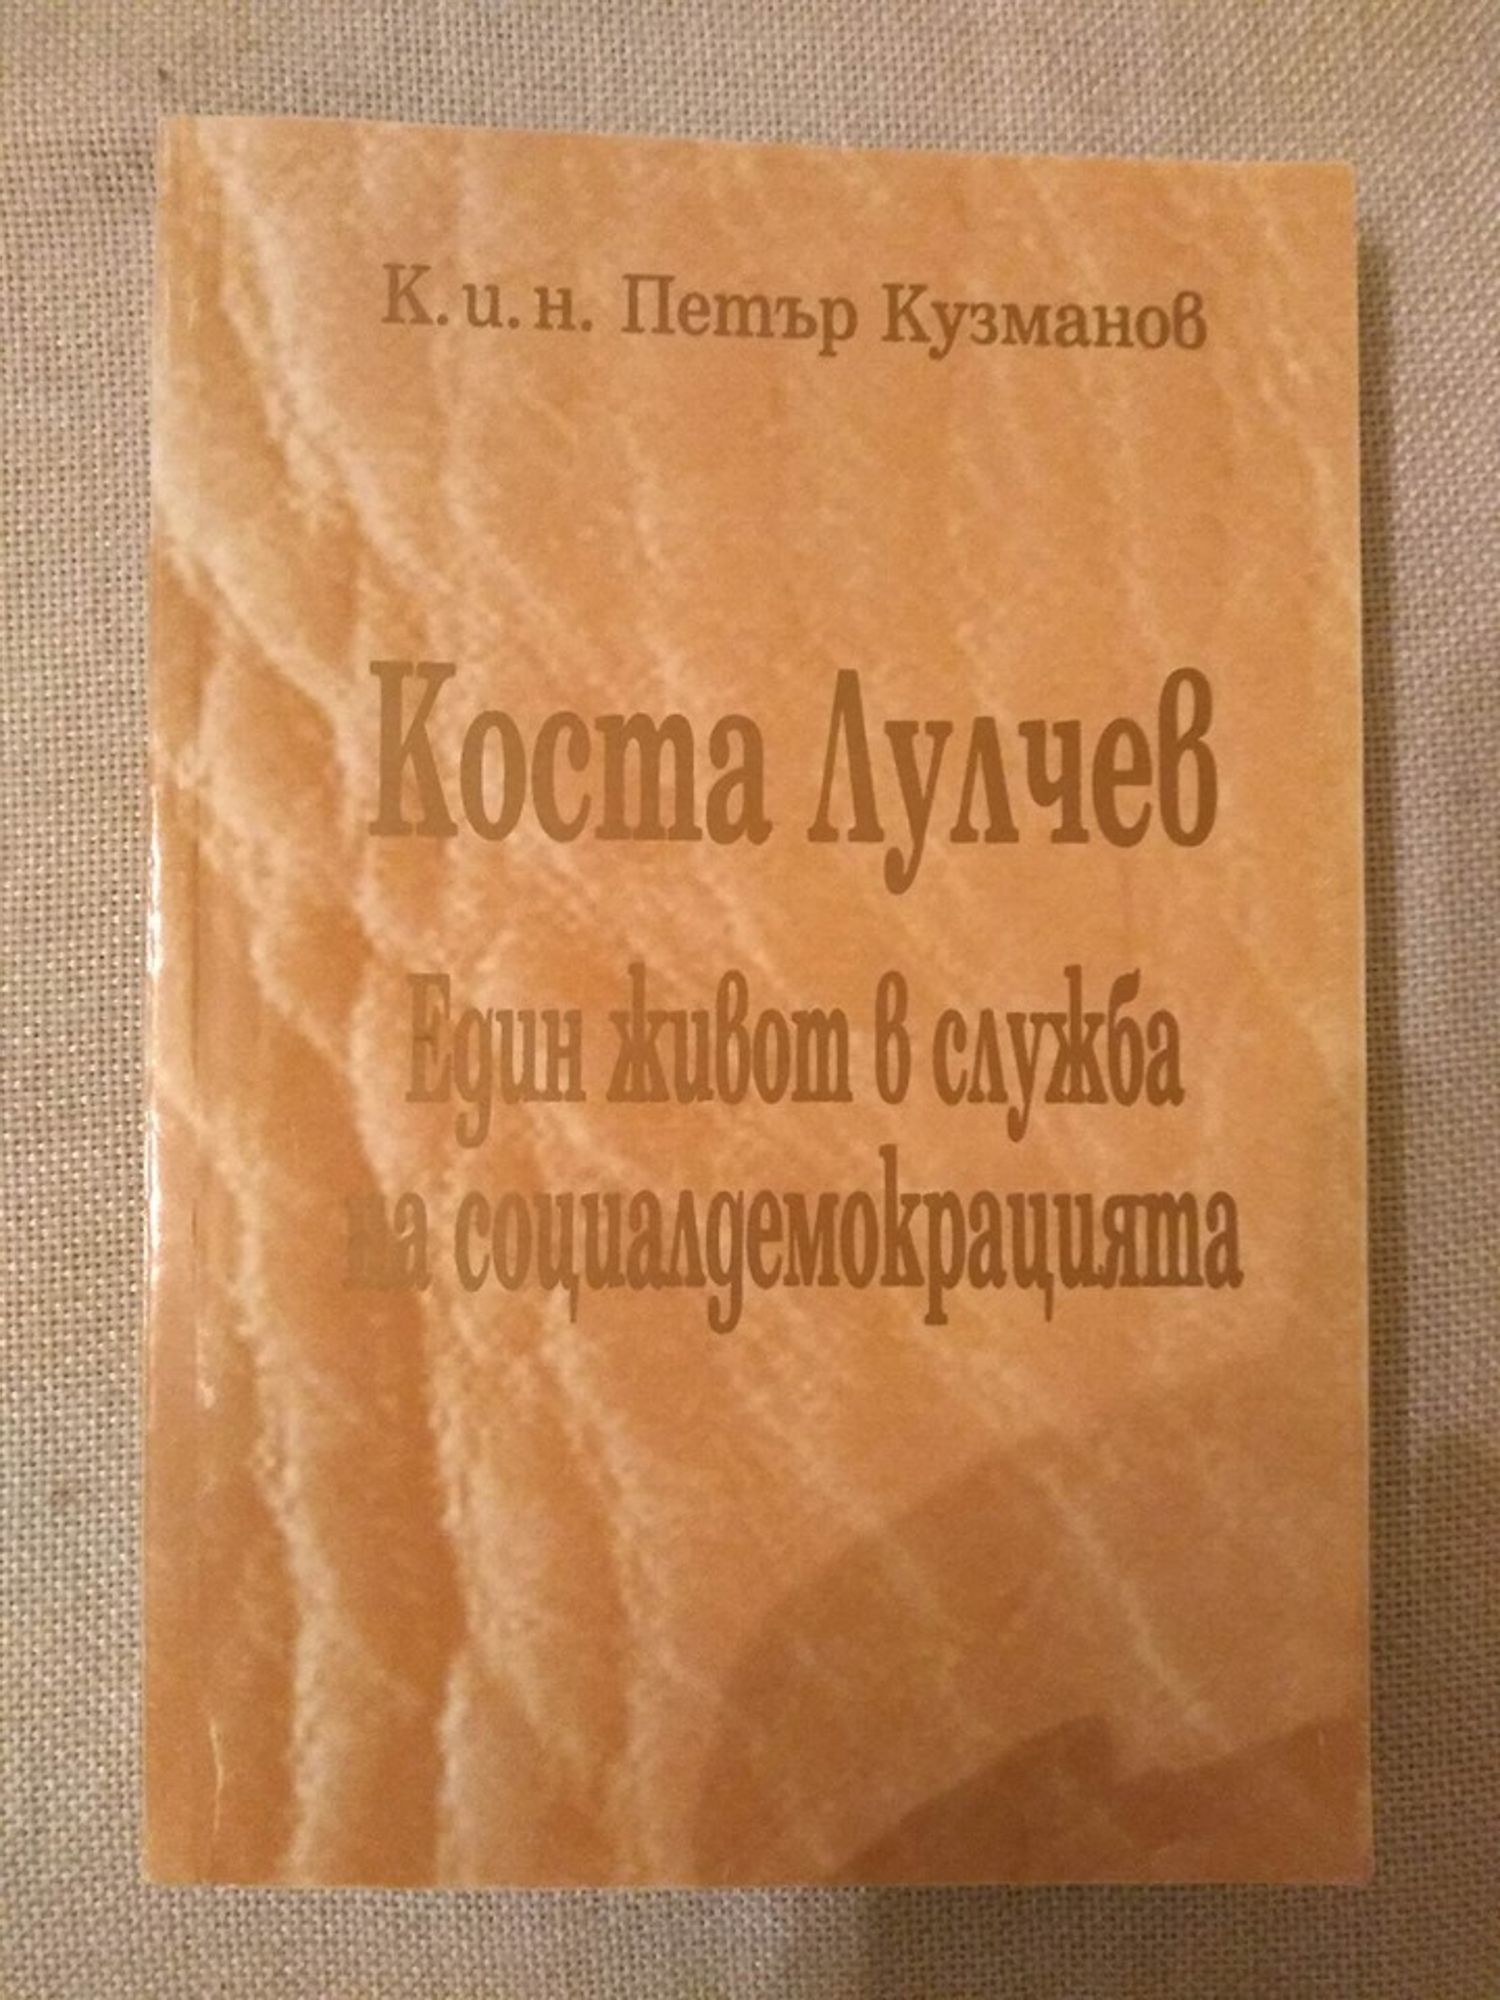 К. и. н. Петър Кузманов
Коста Лулчев
Един живот в служба
на социалдемокрацията